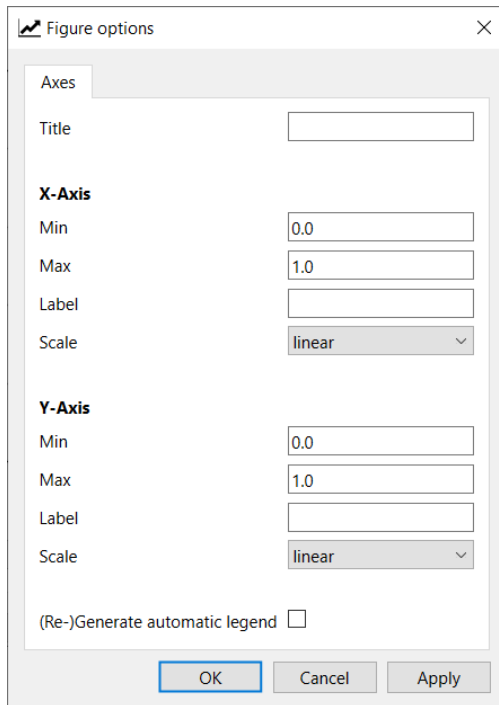 Figure options
Axes
Title
X-Axis
Min 0.0
Max 1.0
Label
Scale linear
Y-Axis
Min 0.0
Max 1.0
Label
Scale linear
(Re-)Generate automatic legend
OK Cancel Apply